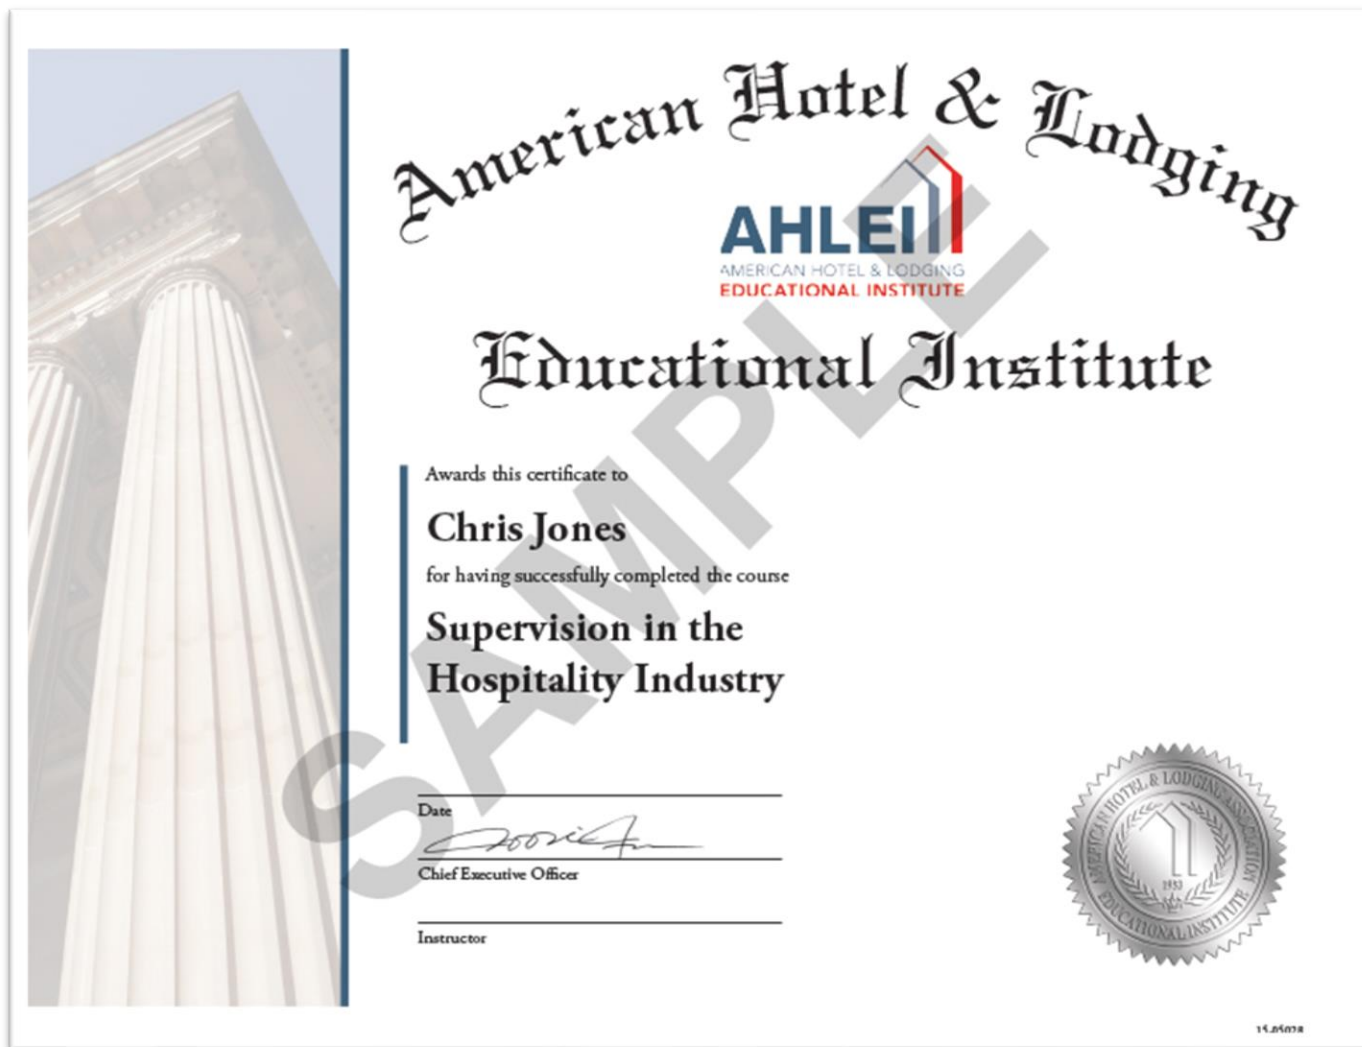 American Hotel & Lodging
AHLEI
AMERICAN HOTEL & LODGING
EDUCATIONAL INSTITUTE
Educational Institute
SAMPLE
Awards this certificate to
Chris Jones
for having successfully completed the course
Supervision in the
Hospitality Industry
Date
Chief Executive Officer
Instructor
AMERICAN HOTEL & LODGING ASSOCIATION
1953
EDUCATIONAL INSTITUTE
15-05028